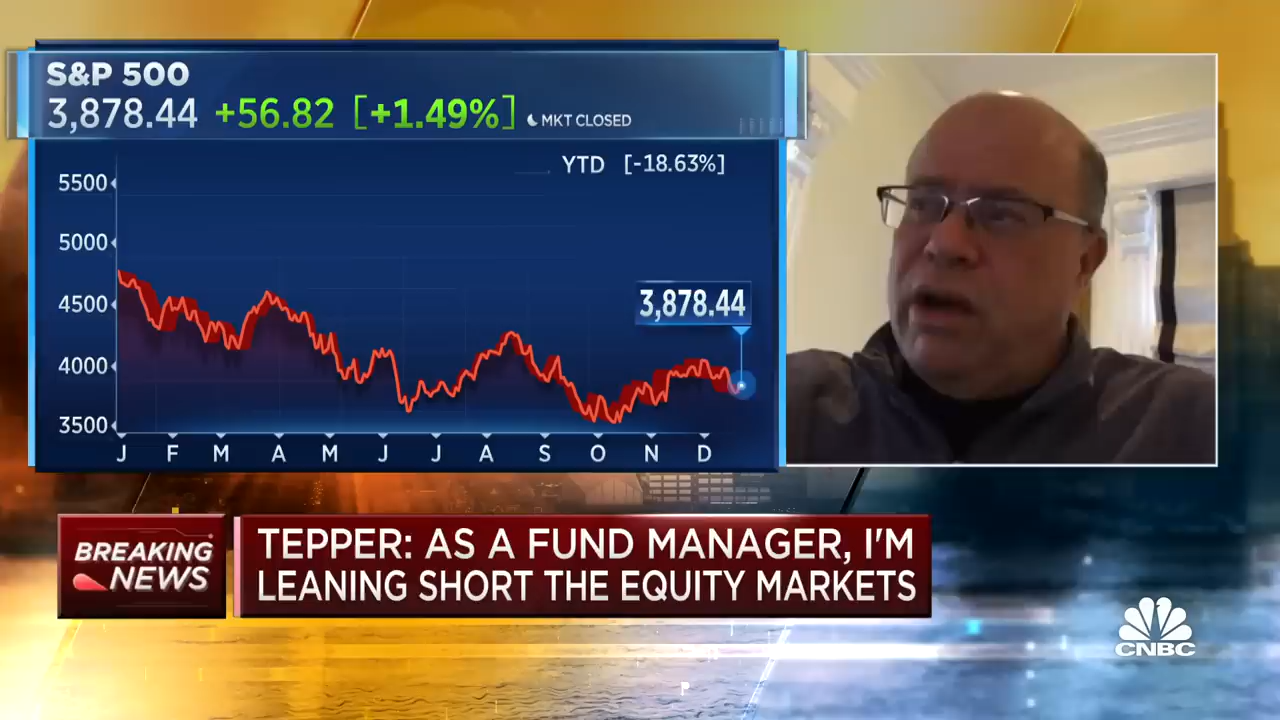 S&P 500
3,878.44 +56.82 [+1.49%] MKT CLOSED
YTD [-18.63%]
5500
5000
4500
4000
3500
3,878.44
J F M A M J J A S O N D
BREAKING NEWS
TEPPER: AS A FUND MANAGER, I'M
LEANING SHORT THE EQUITY MARKETS
CNBC
P